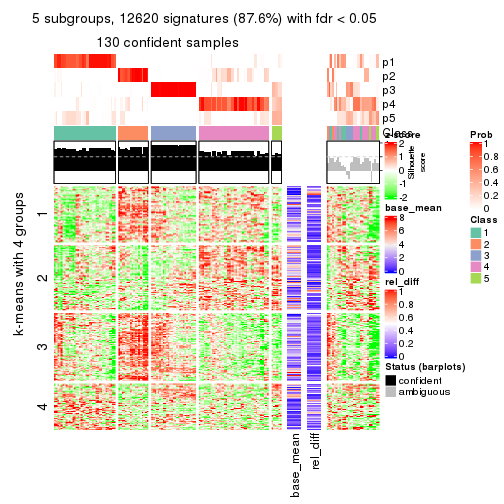 5 subgroups, 12620 signatures (87.6%) with fdr < 0.05
130 confident samples
p1
p2
p3
p4
p5
Class
z-score
2
1
0
-1
-2
Silhouette
score
base_mean
8
6
4
2
0
rel_diff
1
0.8
0.6
0.4
0.2
0
Status (barplots)
confident
ambiguous
Prob
1
0.8
0.6
0.4
0.2
0
Class
1
2
3
4
5
k-means with 4 groups
1
2
3
4
base_mean
rel_diff